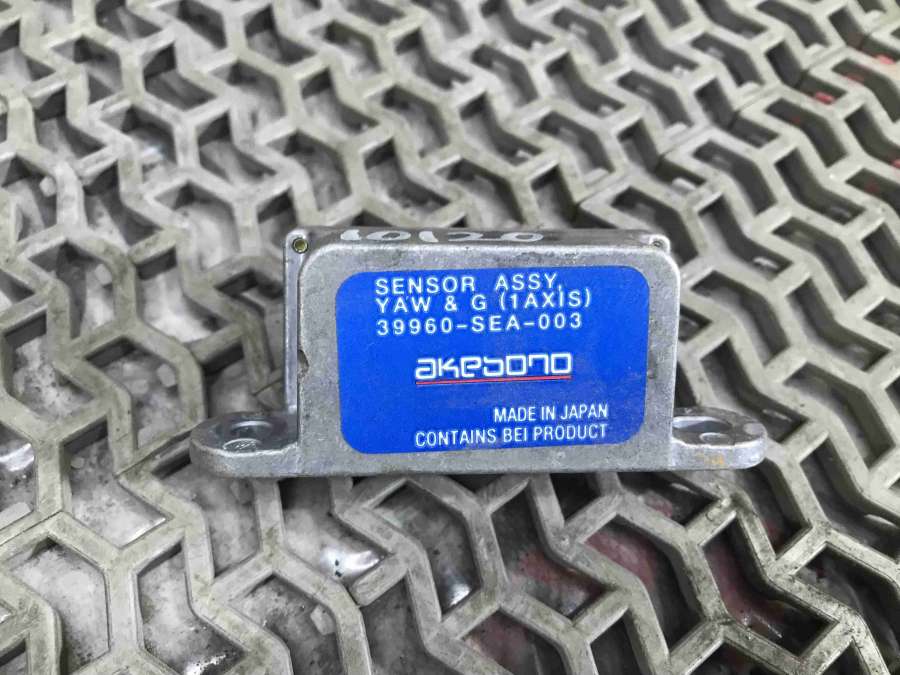 SENSOR ASSY,
YAW & G (1AXIS)
39960-SEA-003
akebono
MADE IN JAPAN
CONTAINS BEI PRODUCT